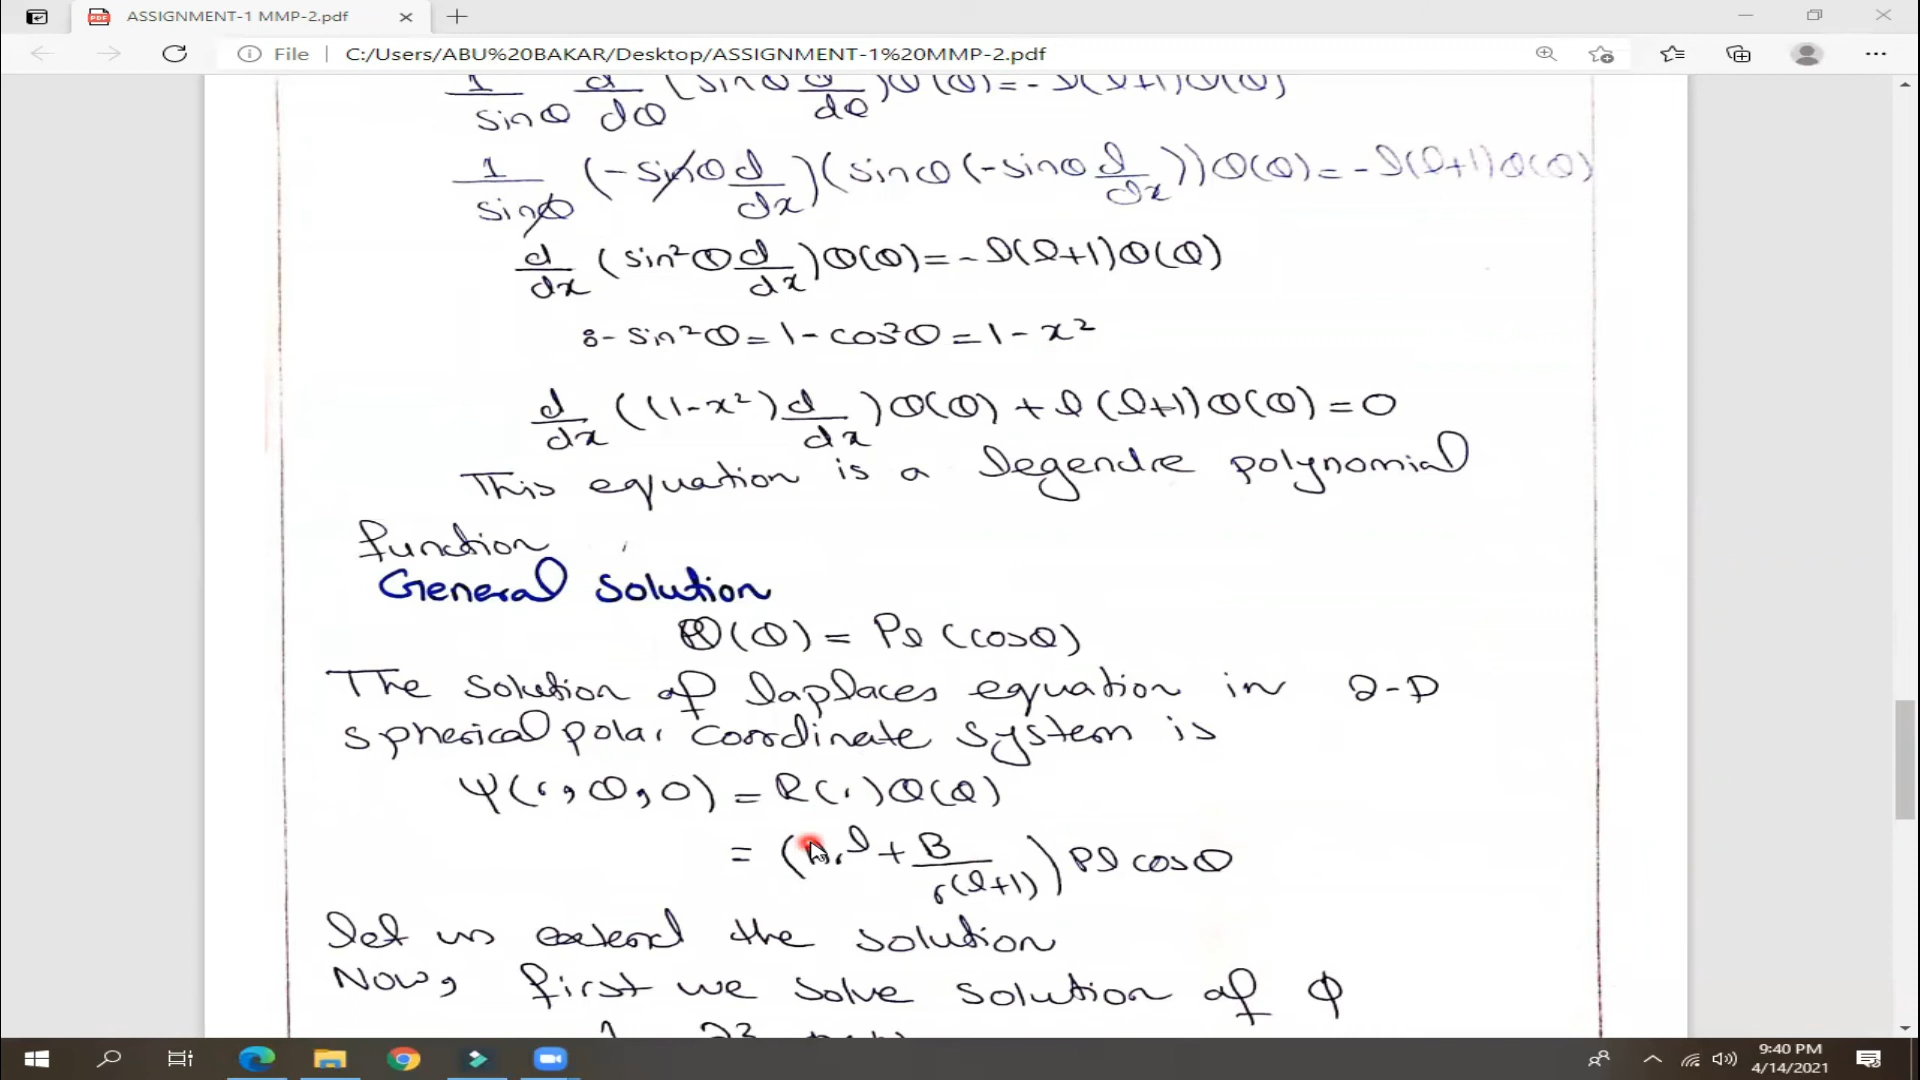 ASSIGNMENT-1 MMP-2.pdf
File | C:/Users/ABU%20BAKAR/Desktop/ASSIGNMENT-1%20MMP-2.pdf
1/sinθ d/dθ (sinθ d/dθ)Θ(θ) = -l(l+1)Θ(θ)
1/sinθ (-sinθ d/dx)(sinθ(-sinθ d/dx))Θ(θ) = -l(l+1)Θ(θ)
d/dx (sin²θ d/dx)Θ(θ) = -l(l+1)Θ(θ)
:- sin²θ = 1 - cos²θ = 1 - x²
d/dx ((1-x²) d/dx)Θ(θ) + l(l+1)Θ(θ) = 0
This equation is a legendre polynomial
function
General solution
Θ(θ) = Pl (cosθ)
The solution of laplaces equation in 2-D
spherical polar coordinate system is
Ψ(r, θ, 0) = R(r)Θ(θ)
= (Ar^l + B/r^(l+1)) Pl cosθ
let us extend the solution
Now, first we solve solution of Φ
9:40 PM
4/14/2021